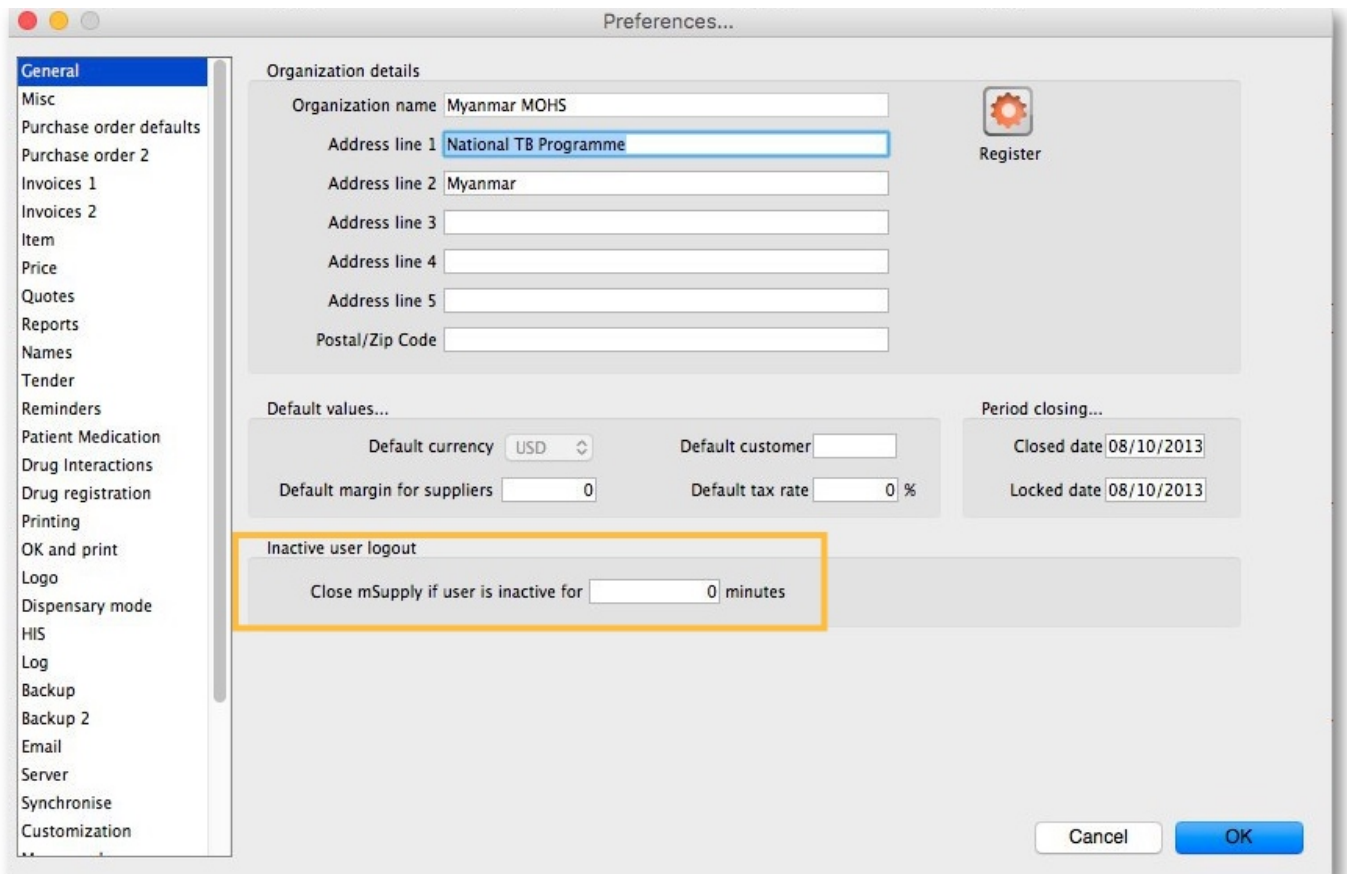 Preferences...
General
Misc
Purchase order defaults
Purchase order 2
Invoices 1
Invoices 2
Item
Price
Quotes
Reports
Names
Tender
Reminders
Patient Medication
Drug Interactions
Drug registration
Printing
OK and print
Logo
Dispensary mode
HIS
Log
Backup
Backup 2
Email
Server
Synchronise
Customization
Organization details
Organization name Myanmar MOHS
Address line 1 National TB Programme
Address line 2 Myanmar
Address line 3
Address line 4
Address line 5
Postal/Zip Code
Register
Default values...
Default currency USD Default customer
Default margin for suppliers 0 Default tax rate 0 %
Period closing...
Closed date 08/10/2013
Locked date 08/10/2013
Inactive user logout
Close mSupply if user is inactive for 0 minutes
Cancel OK